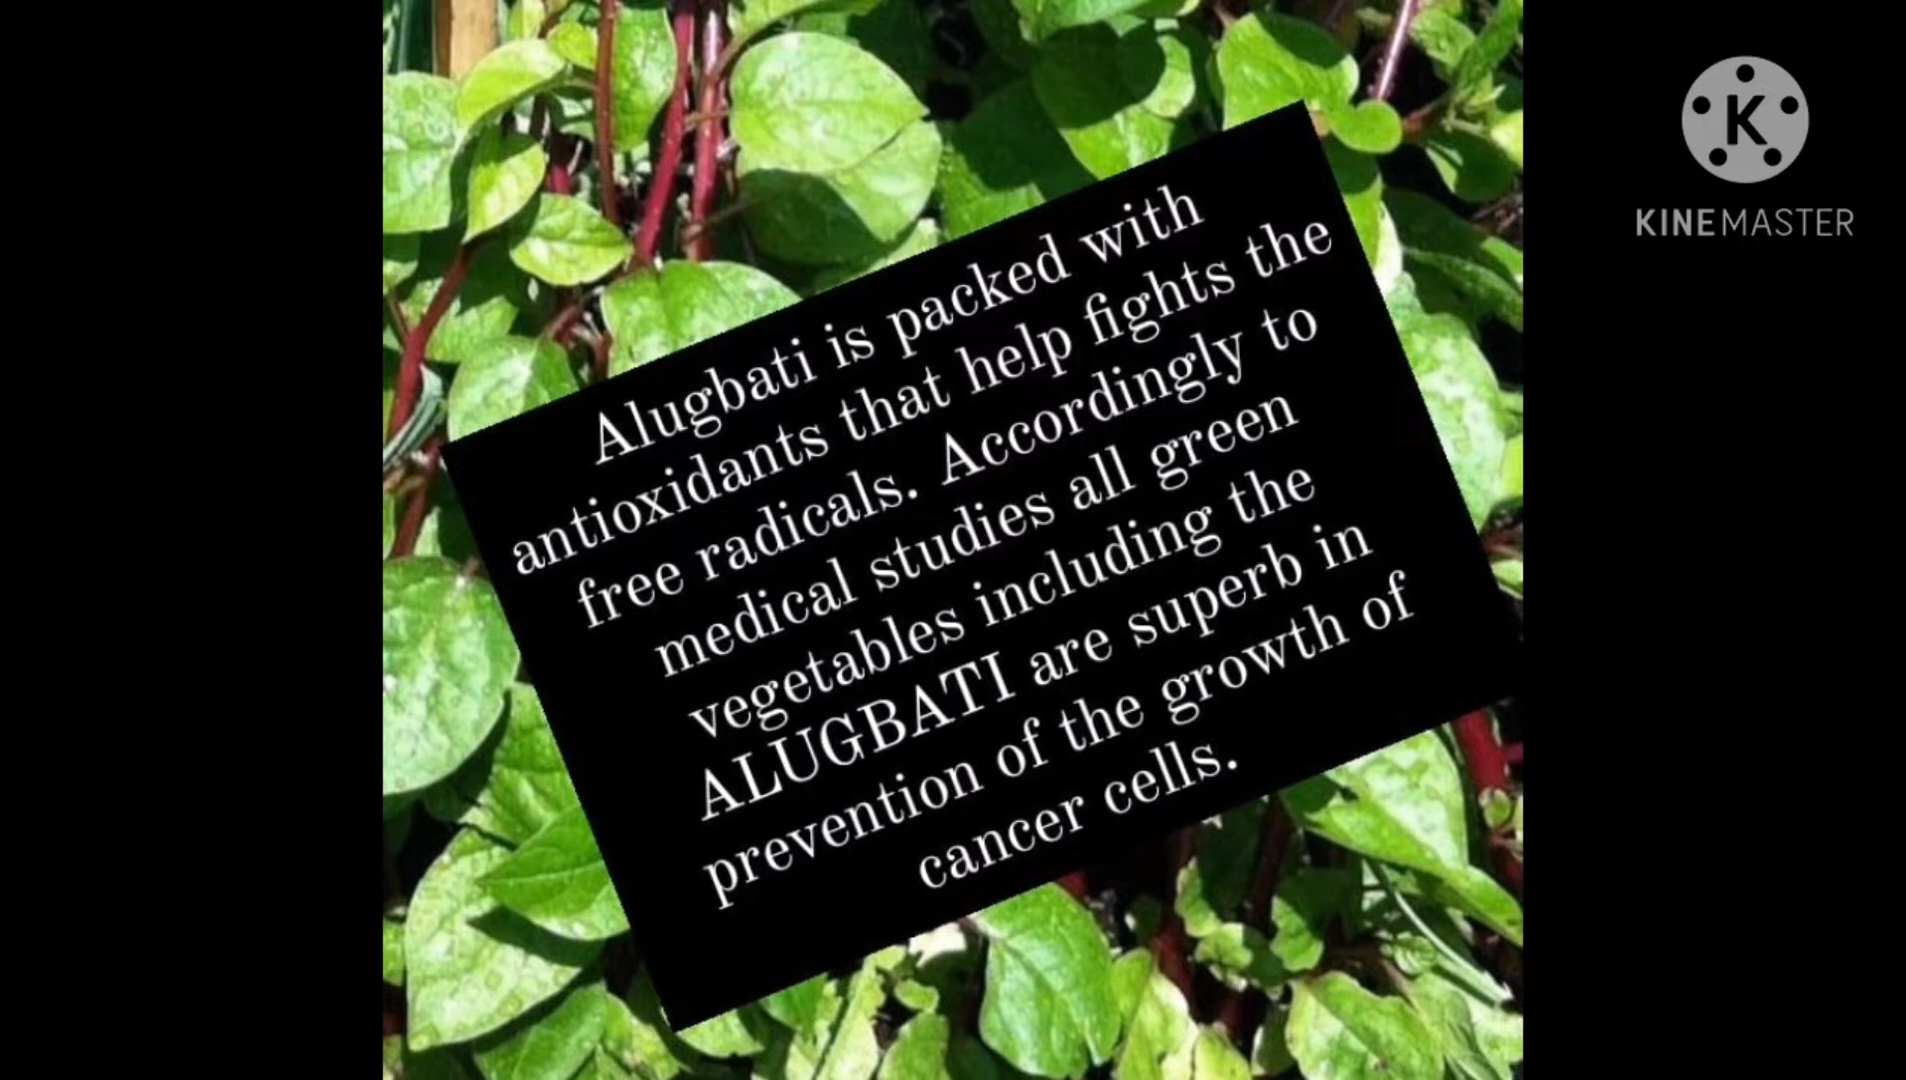 Alugbati is packed with
antioxidants that help fights the
free radicals. Accordingly to
medical studies all green
vegetables including the
ALUGBATI are superb in
prevention of the growth of
cancer cells.
K
KINEMASTER